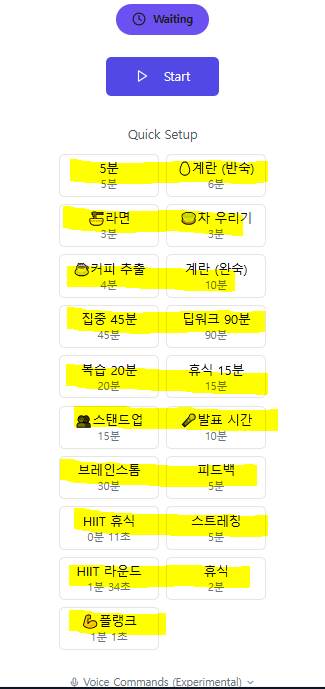 Waiting
Start
Quick Setup
5분
5분
🥚계란 (반숙)
6분
🍜라면
3분
🍵차 우리기
3분
☕커피 추출
4분
계란 (완숙)
10분
집중 45분
45분
딥워크 90분
90분
복습 20분
20분
휴식 15분
15분
👥스탠드업
15분
🎤발표 시간
10분
브레인스톰
30분
피드백
5분
HIIT 휴식
0분 11초
스트레칭
5분
HIIT 라운드
1분 34초
휴식
2분
💪플랭크
1분 1초
Voice Commands (Experimental)